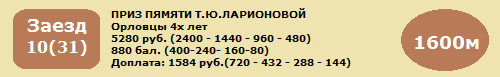 Заезд
10(31)
ПРИЗ ПЯМЯТИ Т.Ю.ЛАРИОНОВОЙ
Орловцы 4х лет
5280 руб. (2400 - 1440 - 960 - 480)
880 бал. (400-240- 160-80)
Доплата: 1584 руб.(720 - 432 - 288 - 144)
1600м